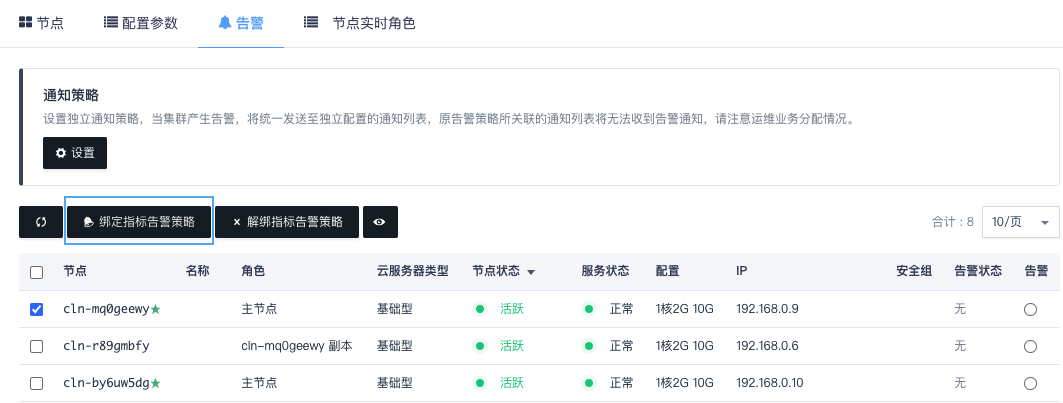 节点 配置参数 告警 节点实时角色
通知策略
设置独立通知策略，当集群产生告警，将统一发送至独立配置的通知列表，原告警策略所关联的通知列表将无法收到告警通知，请注意运维业务分配情况。
设置
绑定指标告警策略 解绑指标告警策略 合计 : 8 10/页
节点 名称 角色 云服务器类型 节点状态 服务状态 配置 IP 安全组 告警状态 告警
cln-mq0geewy★ 主节点 基础型 活跃 正常 1核2G 10G 192.168.0.9 无
cln-r89gmbfy cln-mq0geewy 副本 基础型 活跃 正常 1核2G 10G 192.168.0.6 无
cln-by6uw5dg★ 主节点 基础型 活跃 正常 1核2G 10G 192.168.0.10 无